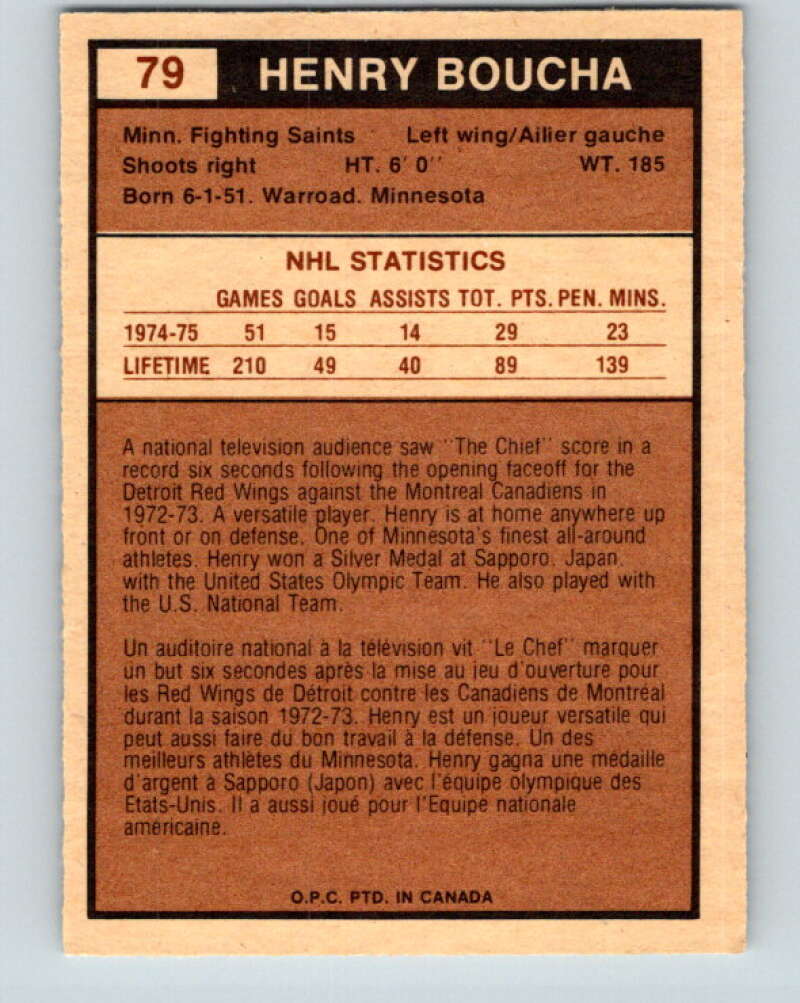 79 HENRY BOUCHA
Minn. Fighting Saints Left wing/Ailier gauche
Shoots right HT. 6' 0'' WT. 185
Born 6-1-51. Warroad. Minnesota
NHL STATISTICS
GAMES GOALS ASSISTS TOT. PTS. PEN. MINS.
1974-75 51 15 14 29 23
LIFETIME 210 49 40 89 139
A national television audience saw "The Chief" score in a
record six seconds following the opening faceoff for the
Detroit Red Wings against the Montreal Canadiens in
1972-73. A versatile player. Henry is at home anywhere up
front or on defense. One of Minnesota's finest all-around
athletes. Henry won a Silver Medal at Sapporo. Japan.
with the United States Olympic Team. He also played with
the U.S. National Team.
Un auditoire national à la télévision vit "Le Chef" marquer
un but six secondes après la mise au jeu d'ouverture pour
les Red Wings de Détroit contre les Canadiens de Montréal
durant la saison 1972-73. Henry est un joueur versatile qui
peut aussi faire du bon travail à la défense. Un des
meilleurs athlètes du Minnesota. Henry gagna une médaille
d'argent à Sapporo (Japon) avec l'équipe olympique des
États-Unis. Il a aussi joué pour l'Équipe nationale
américaine.
O.P.C. PTD. IN CANADA